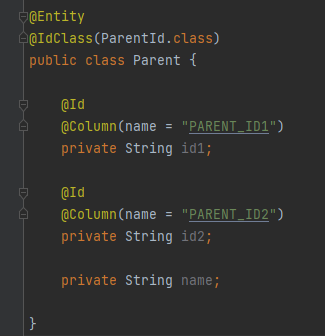 @Entity
@IdClass(ParentId.class)
public class Parent {
@Id
@Column(name = "PARENT_ID1")
private String id1;
@Id
@Column(name = "PARENT_ID2")
private String id2;
private String name;
}